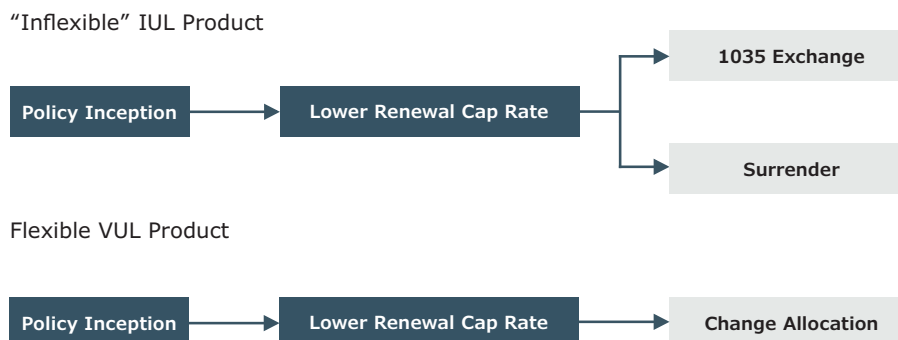 “Inflexible” IUL Product
1035 Exchange
Policy Inception
Lower Renewal Cap Rate
Surrender
Flexible VUL Product
Policy Inception
Lower Renewal Cap Rate
Change Allocation